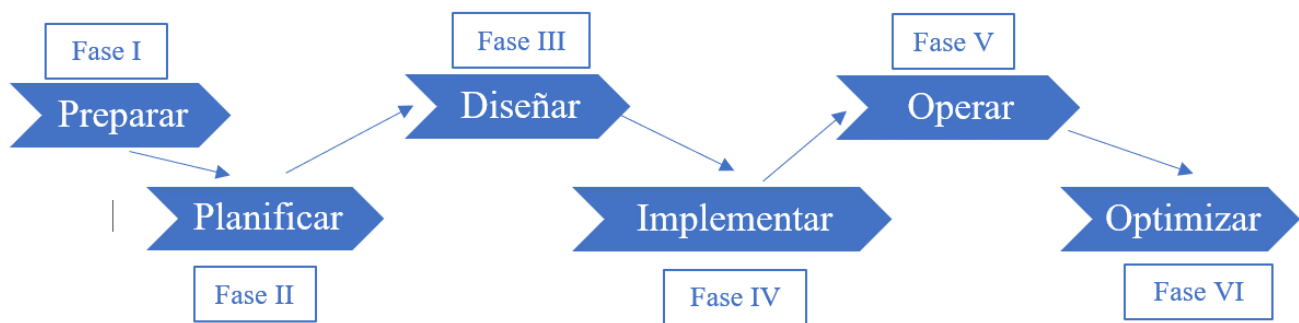 Fase I
Preparar
Fase II
Planificar
Fase III
Diseñar
Fase IV
Implementar
Fase V
Operar
Fase VI
Optimizar